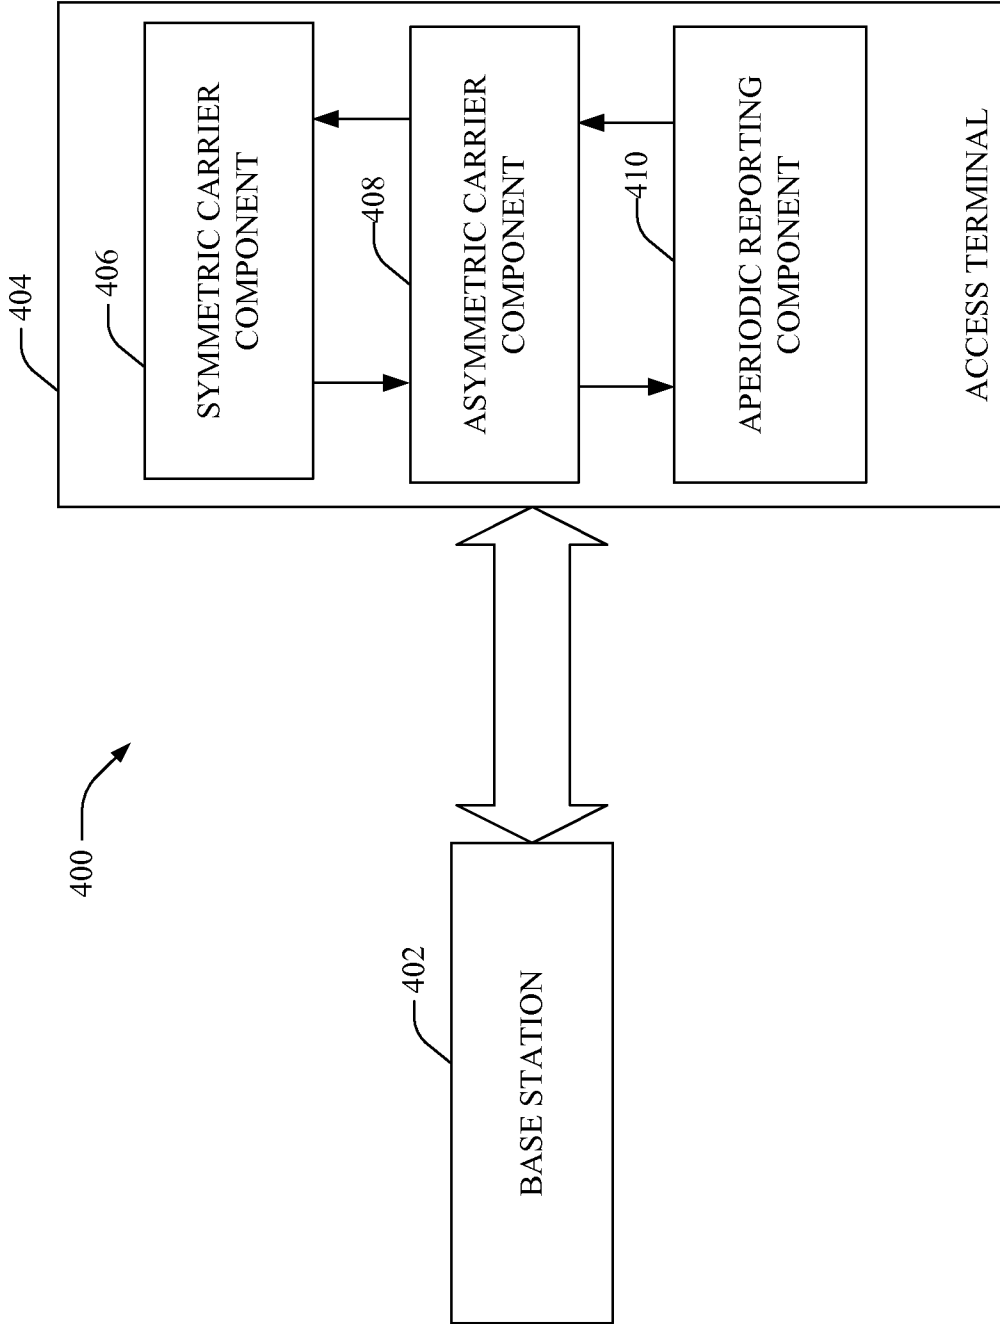 400
402
BASE STATION
404
406
SYMMETRIC CARRIER
COMPONENT
408
ASYMMETRIC CARRIER
COMPONENT
410
APERIODIC REPORTING
COMPONENT
ACCESS TERMINAL